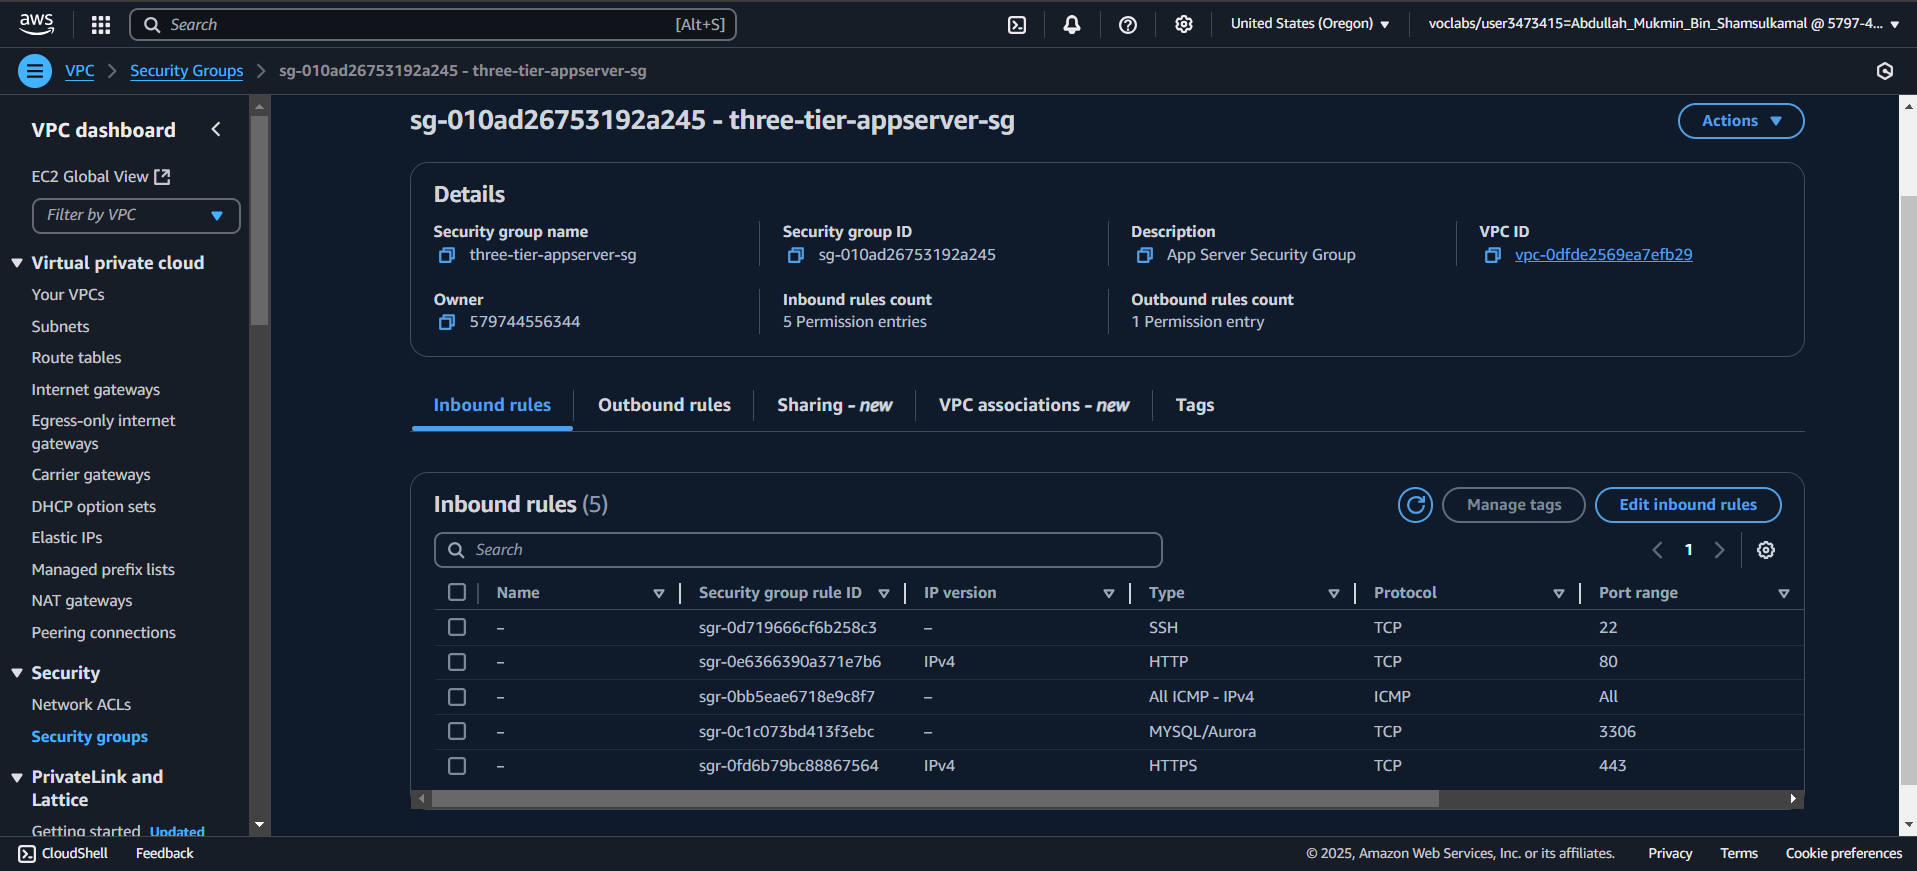 aws
Search [Alt+S]
United States (Oregon)
voclabs/user3473415=Abdullah_Mukmin_Bin_Shamsulkamal @ 5797-4...
VPC > Security Groups > sg-010ad26753192a245 - three-tier-appserver-sg
VPC dashboard
EC2 Global View
Filter by VPC
Virtual private cloud
Your VPCs
Subnets
Route tables
Internet gateways
Egress-only internet
gateways
Carrier gateways
DHCP option sets
Elastic IPs
Managed prefix lists
NAT gateways
Peering connections
Security
Network ACLs
Security groups
PrivateLink and
Lattice
Getting started Updated
sg-010ad26753192a245 - three-tier-appserver-sg
Actions
Details
Security group name
three-tier-appserver-sg
Security group ID
sg-010ad26753192a245
Description
App Server Security Group
VPC ID
vpc-0dfde2569ea7efb29
Owner
579744556344
Inbound rules count
5 Permission entries
Outbound rules count
1 Permission entry
Inbound rules
Outbound rules
Sharing - new
VPC associations - new
Tags
Inbound rules (5)
Manage tags
Edit inbound rules
Search
1
Name Security group rule ID IP version Type Protocol Port range
– sgr-0d719666cf6b258c3 – SSH TCP 22
– sgr-0e6366390a371e7b6 IPv4 HTTP TCP 80
– sgr-0bb5eae6718e9c8f7 – All ICMP - IPv4 ICMP All
– sgr-0c1c073bd413f3ebc – MYSQL/Aurora TCP 3306
– sgr-0fd6b79bc88867564 IPv4 HTTPS TCP 443
CloudShell
Feedback
© 2025, Amazon Web Services, Inc. or its affiliates.
Privacy
Terms
Cookie preferences